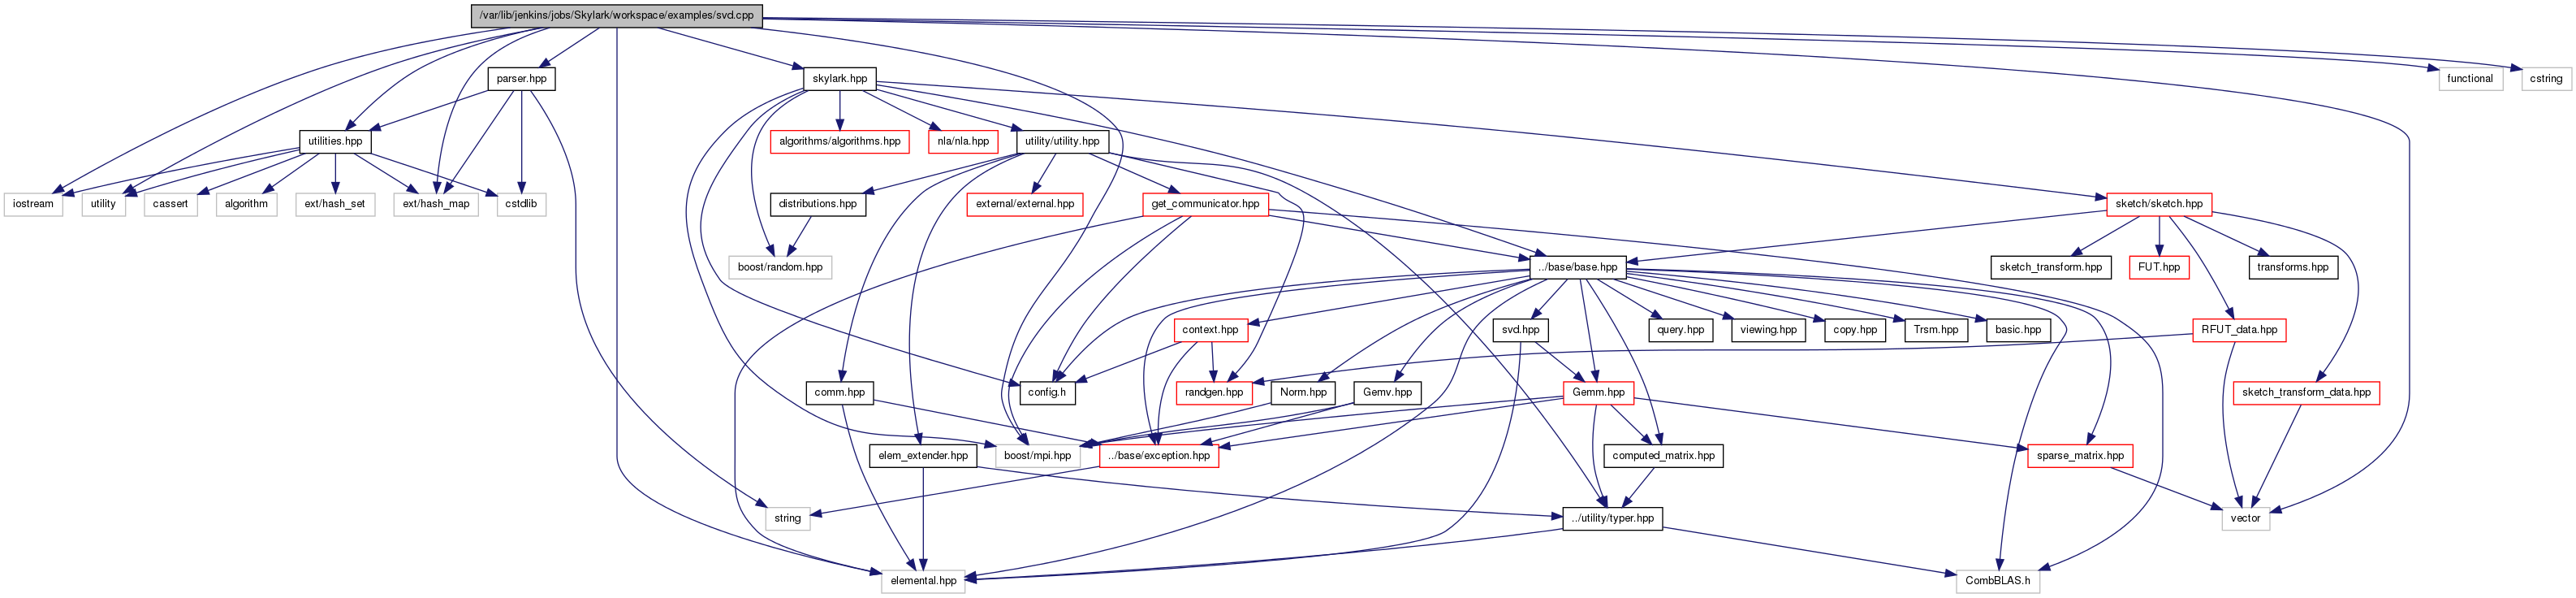 /var/lib/jenkins/jobs/Skylark/workspace/examples/svd.cpp
parser.hpp
skylark.hpp
functional
cstring
utilities.hpp
algorithms/algorithms.hpp
nla/nla.hpp
utility/utility.hpp
iostream
utility
cassert
algorithm
ext/hash_set
ext/hash_map
cstdlib
distributions.hpp
external/external.hpp
get_communicator.hpp
sketch/sketch.hpp
boost/random.hpp
../base/base.hpp
sketch_transform.hpp
FUT.hpp
transforms.hpp
context.hpp
svd.hpp
query.hpp
viewing.hpp
copy.hpp
Trsm.hpp
basic.hpp
RFUT_data.hpp
comm.hpp
config.h
randgen.hpp
Norm.hpp
Gemv.hpp
Gemm.hpp
sketch_transform_data.hpp
elem_extender.hpp
boost/mpi.hpp
../base/exception.hpp
computed_matrix.hpp
sparse_matrix.hpp
string
../utility/typer.hpp
vector
elemental.hpp
CombBLAS.h